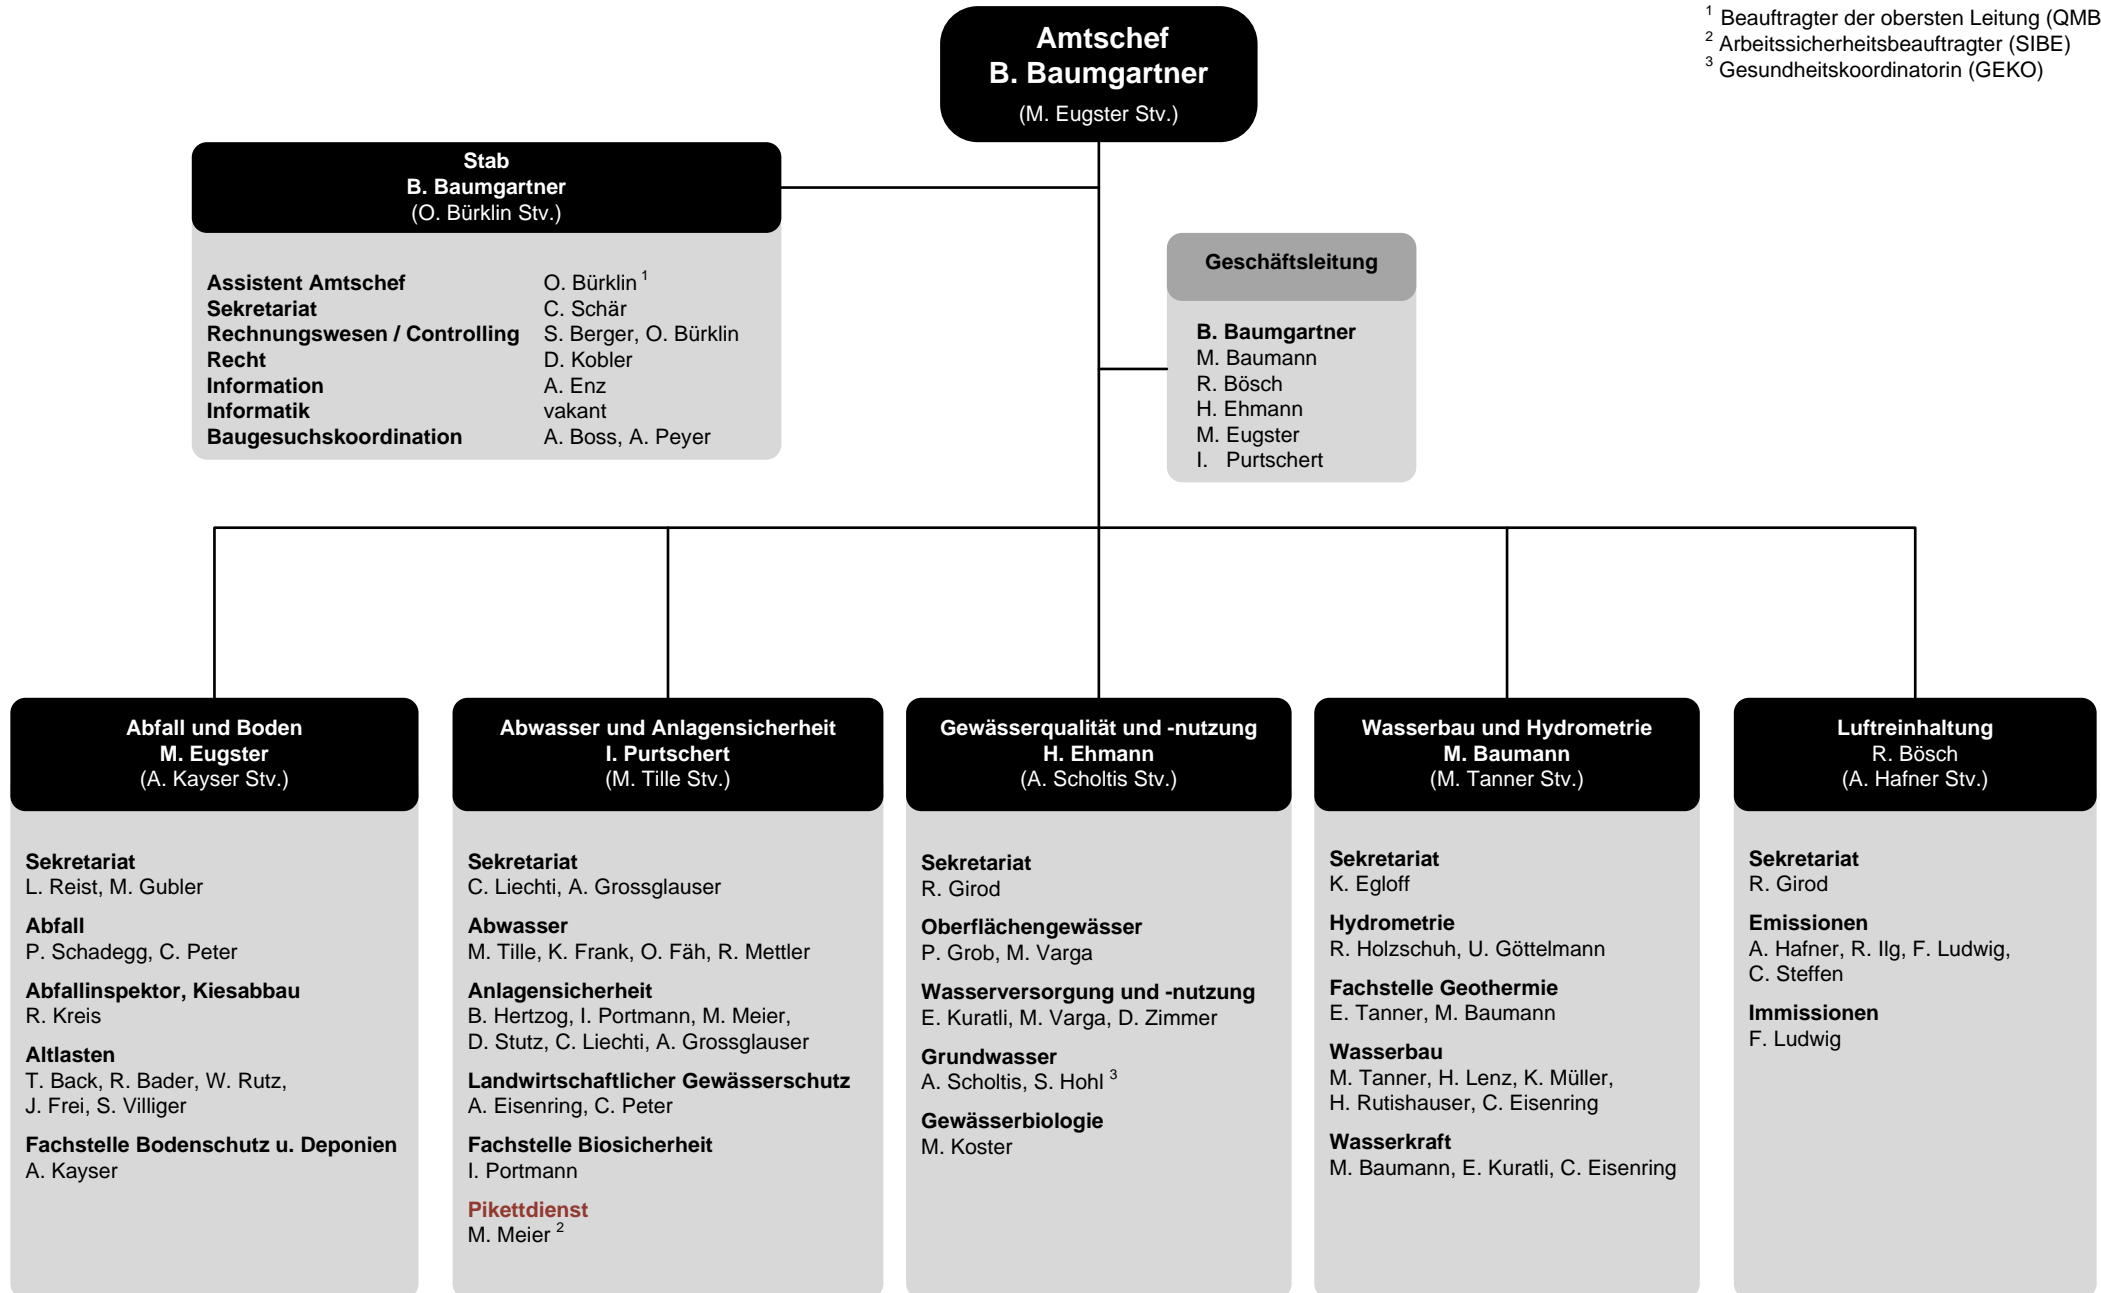 Amtschef
B. Baumgartner
(M. Eugster Stv.)
¹ Beauftragter der obersten Leitung (QMB
² Arbeitssicherheitsbeauftragter (SIBE)
³ Gesundheitskoordinatorin (GEKO)
Stab
B. Baumgartner
(O. Bürklin Stv.)
Assistent Amtschef O. Bürklin ¹
Sekretariat C. Schär
Rechnungswesen / Controlling S. Berger, O. Bürklin
Recht D. Kobler
Information A. Enz
Informatik vakant
Baugesuchskoordination A. Boss, A. Peyer
Geschäftsleitung
B. Baumgartner
M. Baumann
R. Bösch
H. Ehmann
M. Eugster
I. Purtschert
Abfall und Boden
M. Eugster
(A. Kayser Stv.)
Sekretariat
L. Reist, M. Gubler
Abfall
P. Schadegg, C. Peter
Abfallinspektor, Kiesabbau
R. Kreis
Altlasten
T. Back, R. Bader, W. Rutz,
J. Frei, S. Villiger
Fachstelle Bodenschutz u. Deponien
A. Kayser
Abwasser und Anlagensicherheit
I. Purtschert
(M. Tille Stv.)
Sekretariat
C. Liechti, A. Grossglauser
Abwasser
M. Tille, K. Frank, O. Fäh, R. Mettler
Anlagensicherheit
B. Hertzog, I. Portmann, M. Meier,
D. Stutz, C. Liechti, A. Grossglauser
Landwirtschaftlicher Gewässerschutz
A. Eisenring, C. Peter
Fachstelle Biosicherheit
I. Portmann
Pikettdienst
M. Meier ²
Gewässerqualität und -nutzung
H. Ehmann
(A. Scholtis Stv.)
Sekretariat
R. Girod
Oberflächengewässer
P. Grob, M. Varga
Wasserversorgung und -nutzung
E. Kuratli, M. Varga, D. Zimmer
Grundwasser
A. Scholtis, S. Hohl ³
Gewässerbiologie
M. Koster
Wasserbau und Hydrometrie
M. Baumann
(M. Tanner Stv.)
Sekretariat
K. Egloff
Hydrometrie
R. Holzschuh, U. Göttelmann
Fachstelle Geothermie
E. Tanner, M. Baumann
Wasserbau
M. Tanner, H. Lenz, K. Müller,
H. Rutishauser, C. Eisenring
Wasserkraft
M. Baumann, E. Kuratli, C. Eisenring
Luftreinhaltung
R. Bösch
(A. Hafner Stv.)
Sekretariat
R. Girod
Emissionen
A. Hafner, R. Ilg, F. Ludwig,
C. Steffen
Immissionen
F. Ludwig